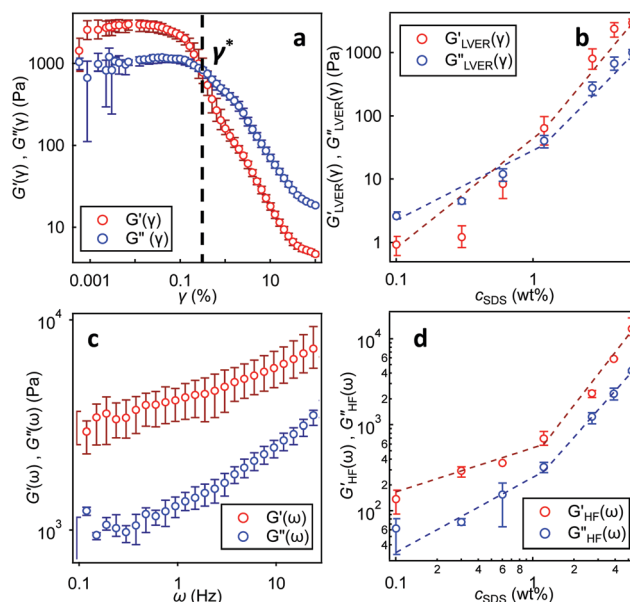 a
γ*
G'(γ) , G"(γ) (Pa)
1000
100
10
G'(γ)
G" (γ)
0.001
0.1
10
γ (%)
b
G'LVER(γ)
G"LVER(γ)
G'LVER(γ) , G"LVER(γ) (Pa)
1000
100
10
1
0.1
1
cSDS (wt%)
c
G'(ω) , G"(ω) (Pa)
10⁴
10³
G'(ω)
G"(ω)
0.1
1
10
ω (Hz)
d
G'HF(ω) , G"HF(ω) (Pa)
10⁴
6
4
2
10³
6
4
2
10²
6
4
G'HF(ω)
G"HF(ω)
0.1
2
4
6
8
1
2
4
cSDS (wt%)